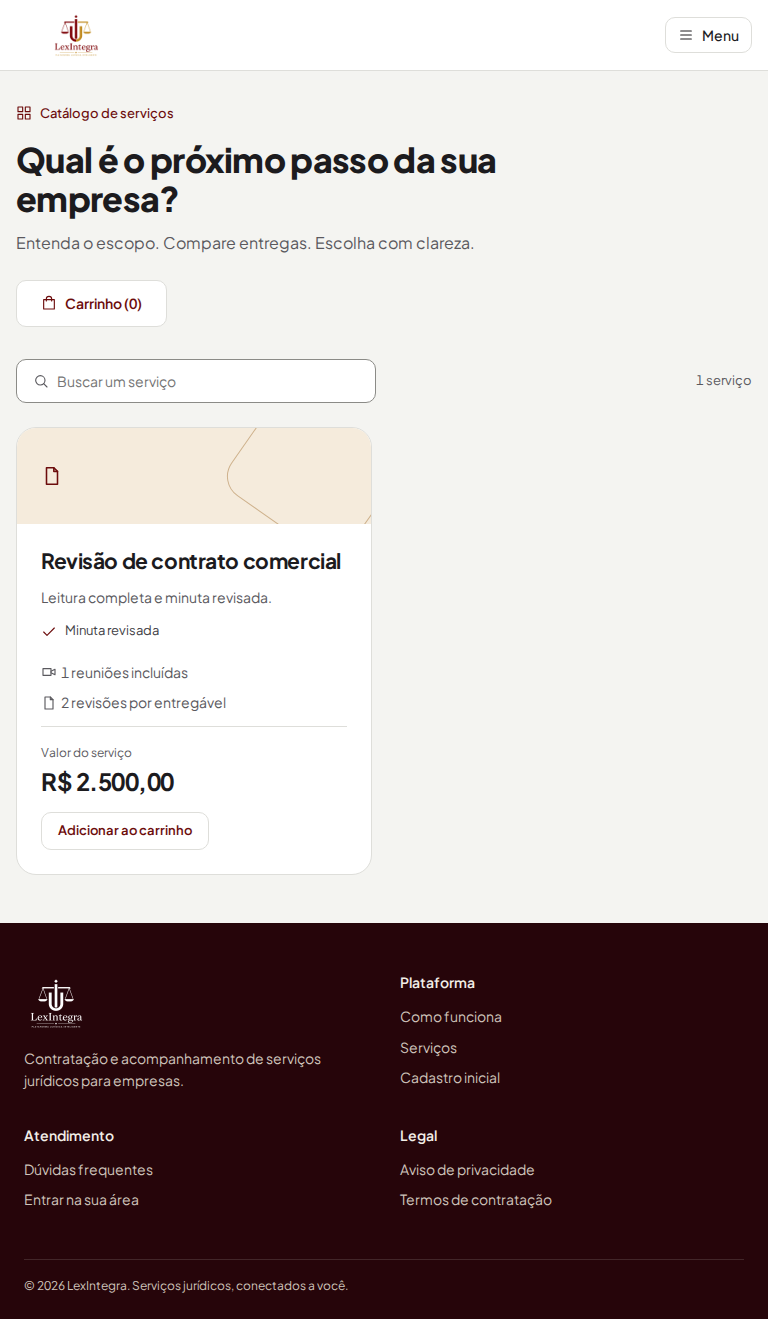 LexIntegra
Menu
Catálogo de serviços
Qual é o próximo passo da sua
empresa?
Entenda o escopo. Compare entregas. Escolha com clareza.
Carrinho (0)
Buscar um serviço
1 serviço
Revisão de contrato comercial
Leitura completa e minuta revisada.
Minuta revisada
1 reuniões incluídas
2 revisões por entregável
Valor do serviço
R$ 2.500,00
Adicionar ao carrinho
LexIntegra
Contratação e acompanhamento de serviços
jurídicos para empresas.
Plataforma
Como funciona
Serviços
Cadastro inicial
Atendimento
Dúvidas frequentes
Entrar na sua área
Legal
Aviso de privacidade
Termos de contratação
© 2026 LexIntegra. Serviços jurídicos, conectados a você.